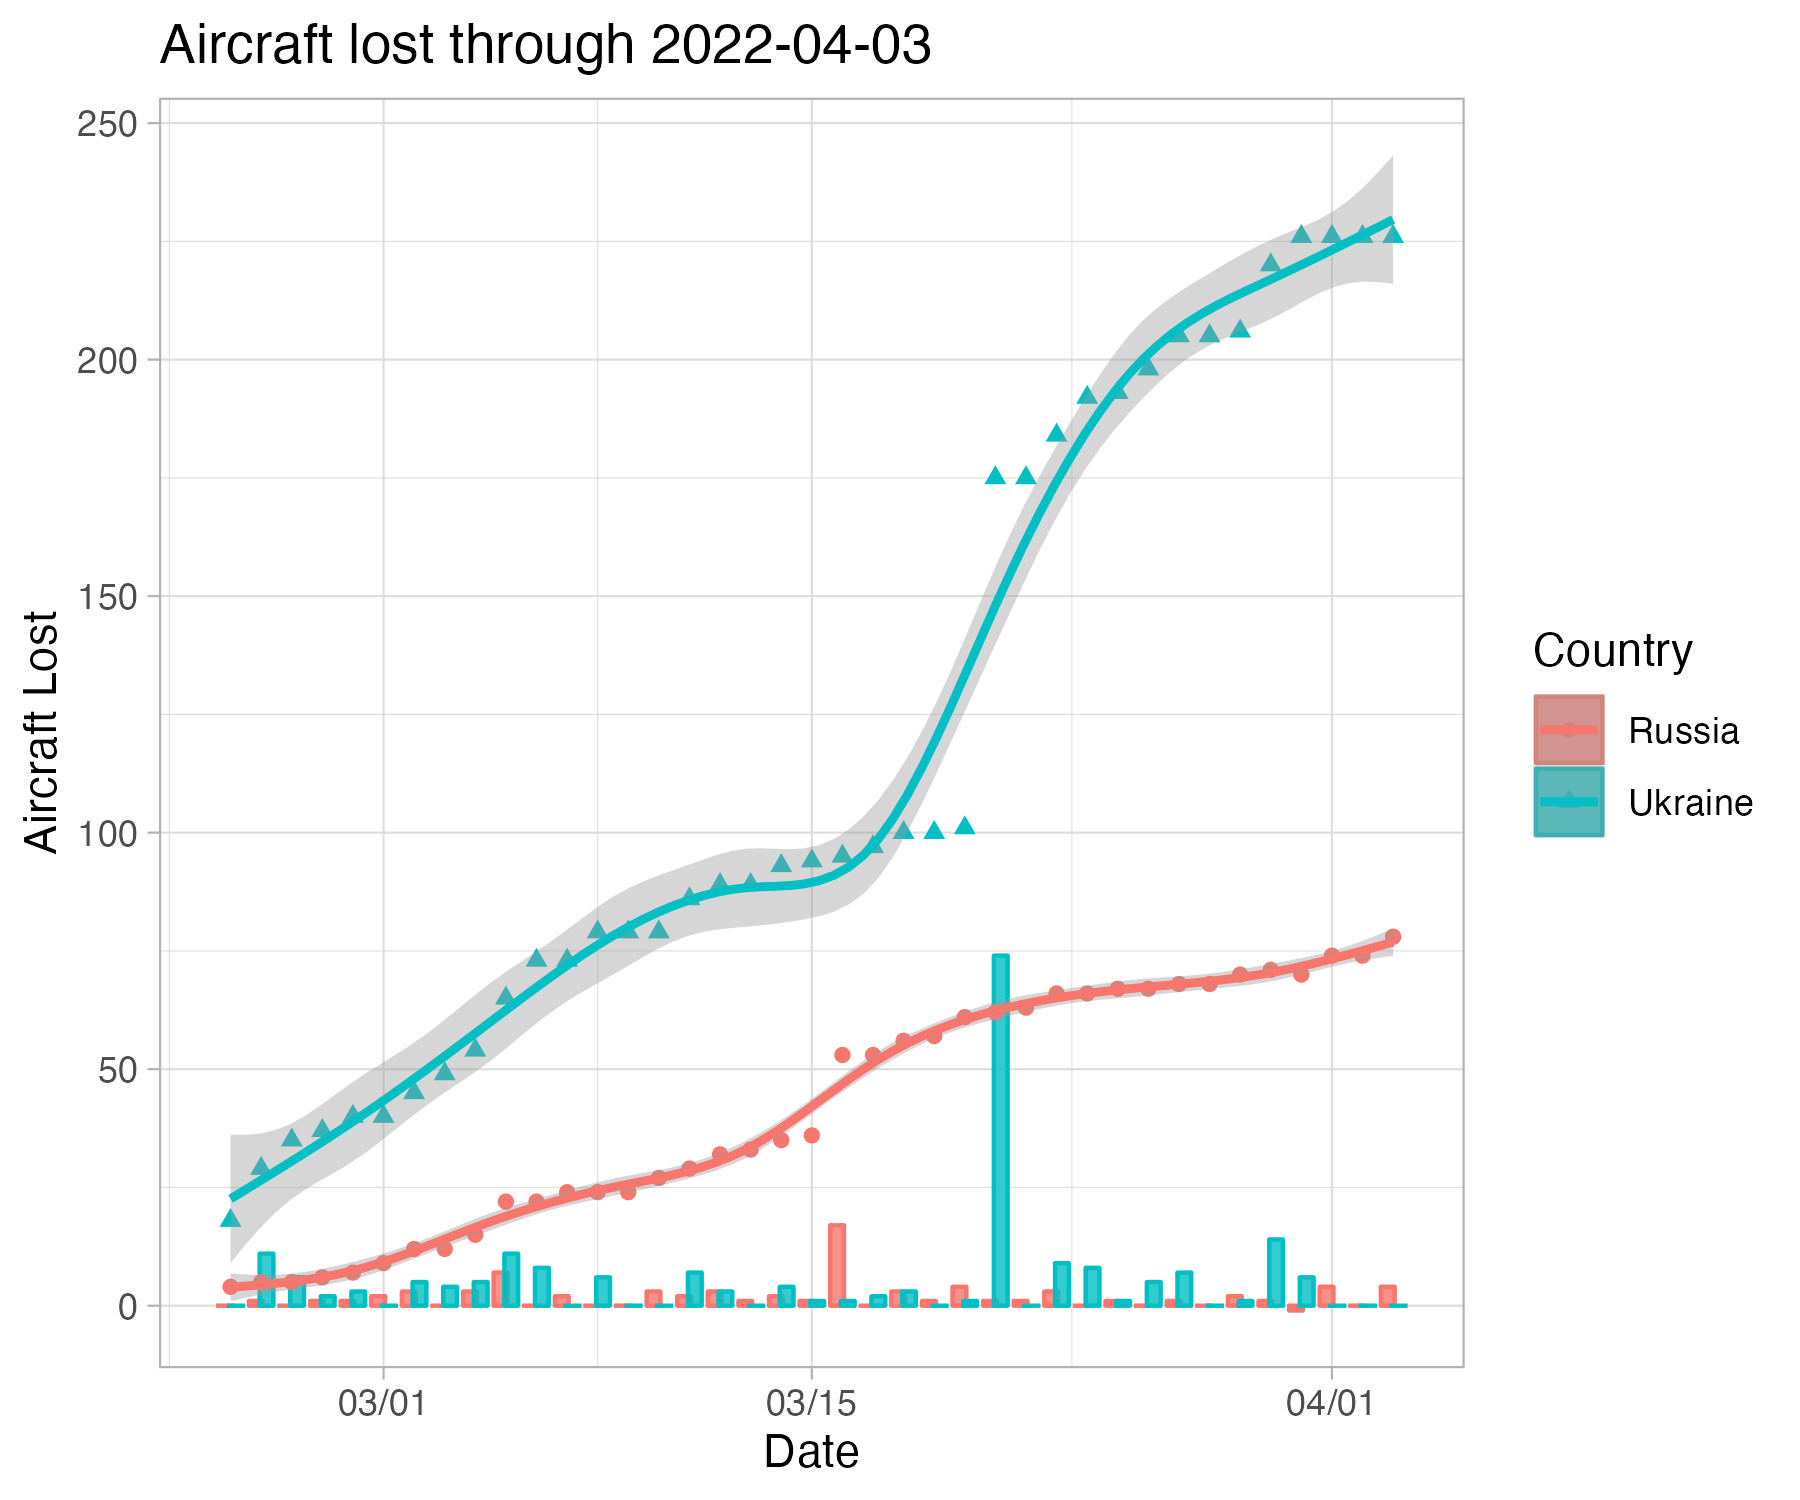 Aircraft lost through 2022-04-03
250
200
150
100
50
0
Aircraft Lost
03/01
03/15
04/01
Date
Country
Russia
Ukraine